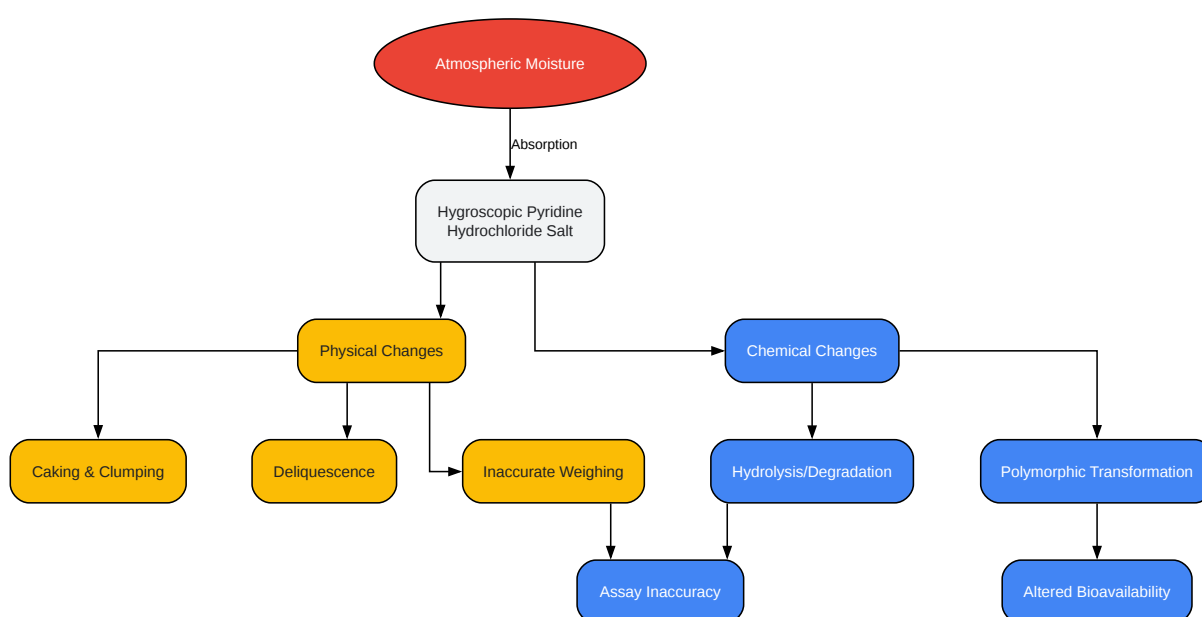 Atmospheric Moisture
Absorption
Hygroscopic Pyridine
Hydrochloride Salt
Physical Changes
Chemical Changes
Caking & Clumping
Deliquescence
Inaccurate Weighing
Hydrolysis/Degradation
Polymorphic Transformation
Assay Inaccuracy
Altered Bioavailability